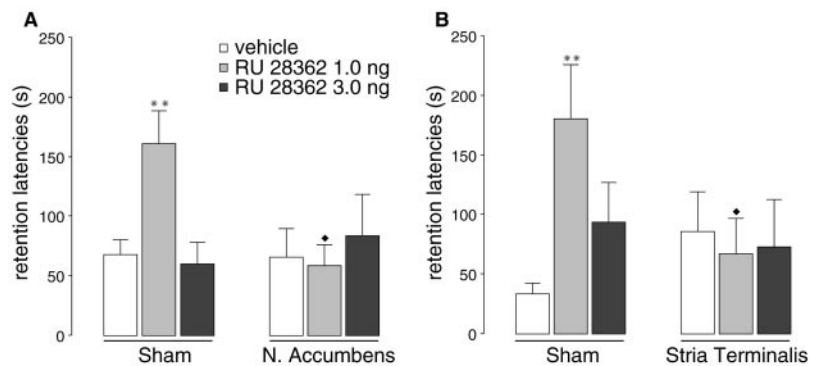 A
B
250
200
150
100
50
0
retention latencies (s)
vehicle
RU 28362 1.0 ng
RU 28362 3.0 ng
**
◆
Sham
N. Accumbens
250
200
150
100
50
0
retention latencies (s)
**
◆
Sham
Stria Terminalis